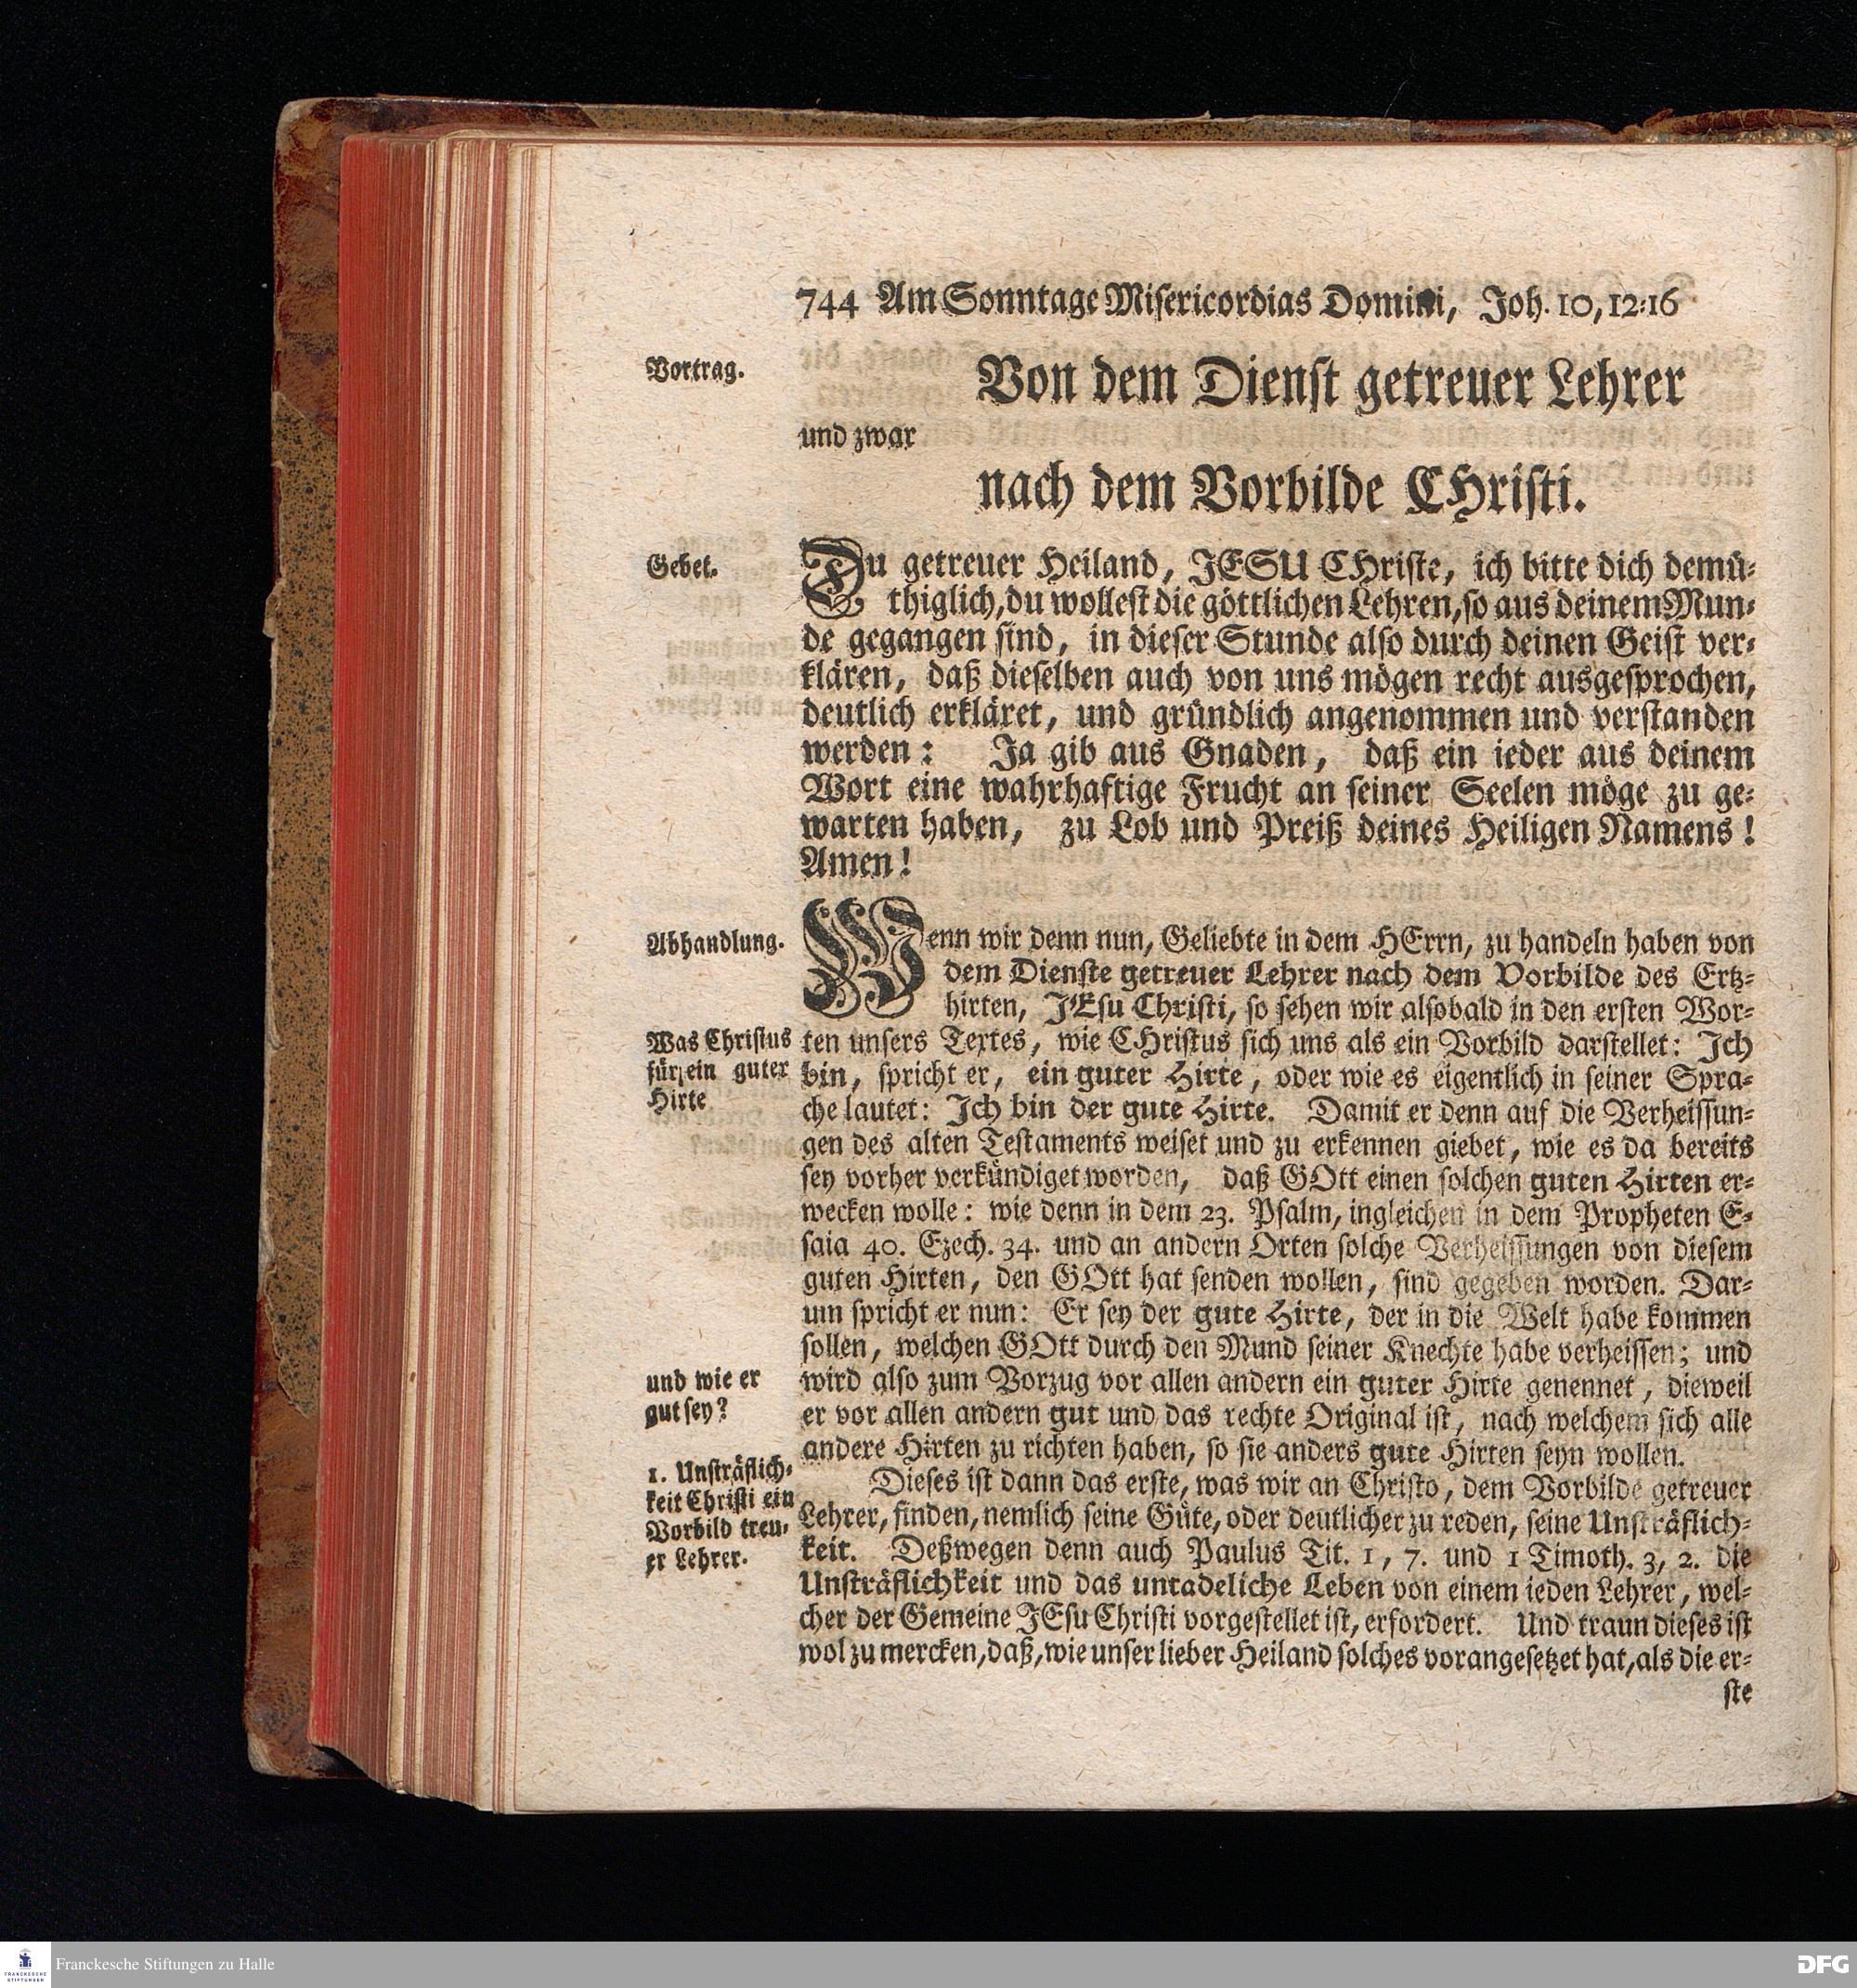 744 Am Sonntage Misericordias Domini, Joh. 10, 12-16
Vortrag.
Von dem Dienst getreuer Lehrer
und zwar
nach dem Vorbilde CHristi.
Gebet.
Du getreuer Heiland, JESU CHriste, ich bitte dich demü-
thiglich, du wollest die göttlichen Lehren, so aus deinem Mun-
de gegangen sind, in dieser Stunde also durch deinen Geist ver-
klären, daß dieselben auch von uns mögen recht ausgesprochen,
deutlich erkläret, und gründlich angenommen und verstanden
werden: Ja gib aus Gnaden, daß ein ieder aus deinem
Wort eine wahrhaftige Frucht an seiner Seelen möge zu ge-
warten haben, zu Lob und Preiß deines Heiligen Namens!
Amen!
Abhandlung.
Wenn wir denn nun, Geliebte in dem HErrn, zu handeln haben von
dem Dienste getreuer Lehrer nach dem Vorbilde des Ertz-
hirten, JEsu Christi, so sehen wir alsobald in den ersten Wor-
Was Christus
für ein guter
Hirte
ten unsers Textes, wie CHristus sich uns als ein Vorbild darstellet: Ich
bin, spricht er, ein guter Hirte, oder wie es eigentlich in seiner Spra-
che lautet: Ich bin der gute Hirte. Damit er denn auf die Verheissun-
gen des alten Testaments weiset und zu erkennen giebet, wie es da bereits
sey vorher verkündiget worden, daß GOtt einen solchen guten Hirten er-
wecken wolle: wie denn in dem 23. Psalm, ingleichen in dem Propheten E-
saia 40. Ezech. 34. und an andern Orten solche Verheissungen von diesem
guten Hirten, den GOtt hat senden wollen, sind gegeben worden. Dar-
um spricht er nun: Er sey der gute Hirte, der in die Welt habe kommen
sollen, welchen GOtt durch den Mund seiner Knechte habe verheissen; und
und wie er
gut sey?
wird also zum Vorzug vor allen andern ein guter Hirte genennet, dieweil
er vor allen andern gut und das rechte Original ist, nach welchem sich alle
andere Hirten zu richten haben, so sie anders gute Hirten seyn wollen.
1. Unsträflich-
keit Christi ein
Vorbild treu-
er Lehrer.
Dieses ist dann das erste, was wir an Christo, dem Vorbilde getreuer
Lehrer, finden, nemlich seine Güte, oder deutlicher zu reden, seine Unsträflich-
keit. Deßwegen denn auch Paulus Tit. 1, 7. und 1 Timoth. 3, 2. die
Unsträflichkeit und das untadeliche Leben von einem ieden Lehrer, wel-
cher der Gemeine JEsu Christi vorgestellet ist, erfordert. Und traun dieses ist
wol zu mercken, daß, wie unser lieber Heiland solches vorangesetzet hat, als die er-
ste
FRANCKESCHE
STIFTUNGEN
Franckesche Stiftungen zu Halle
DFG